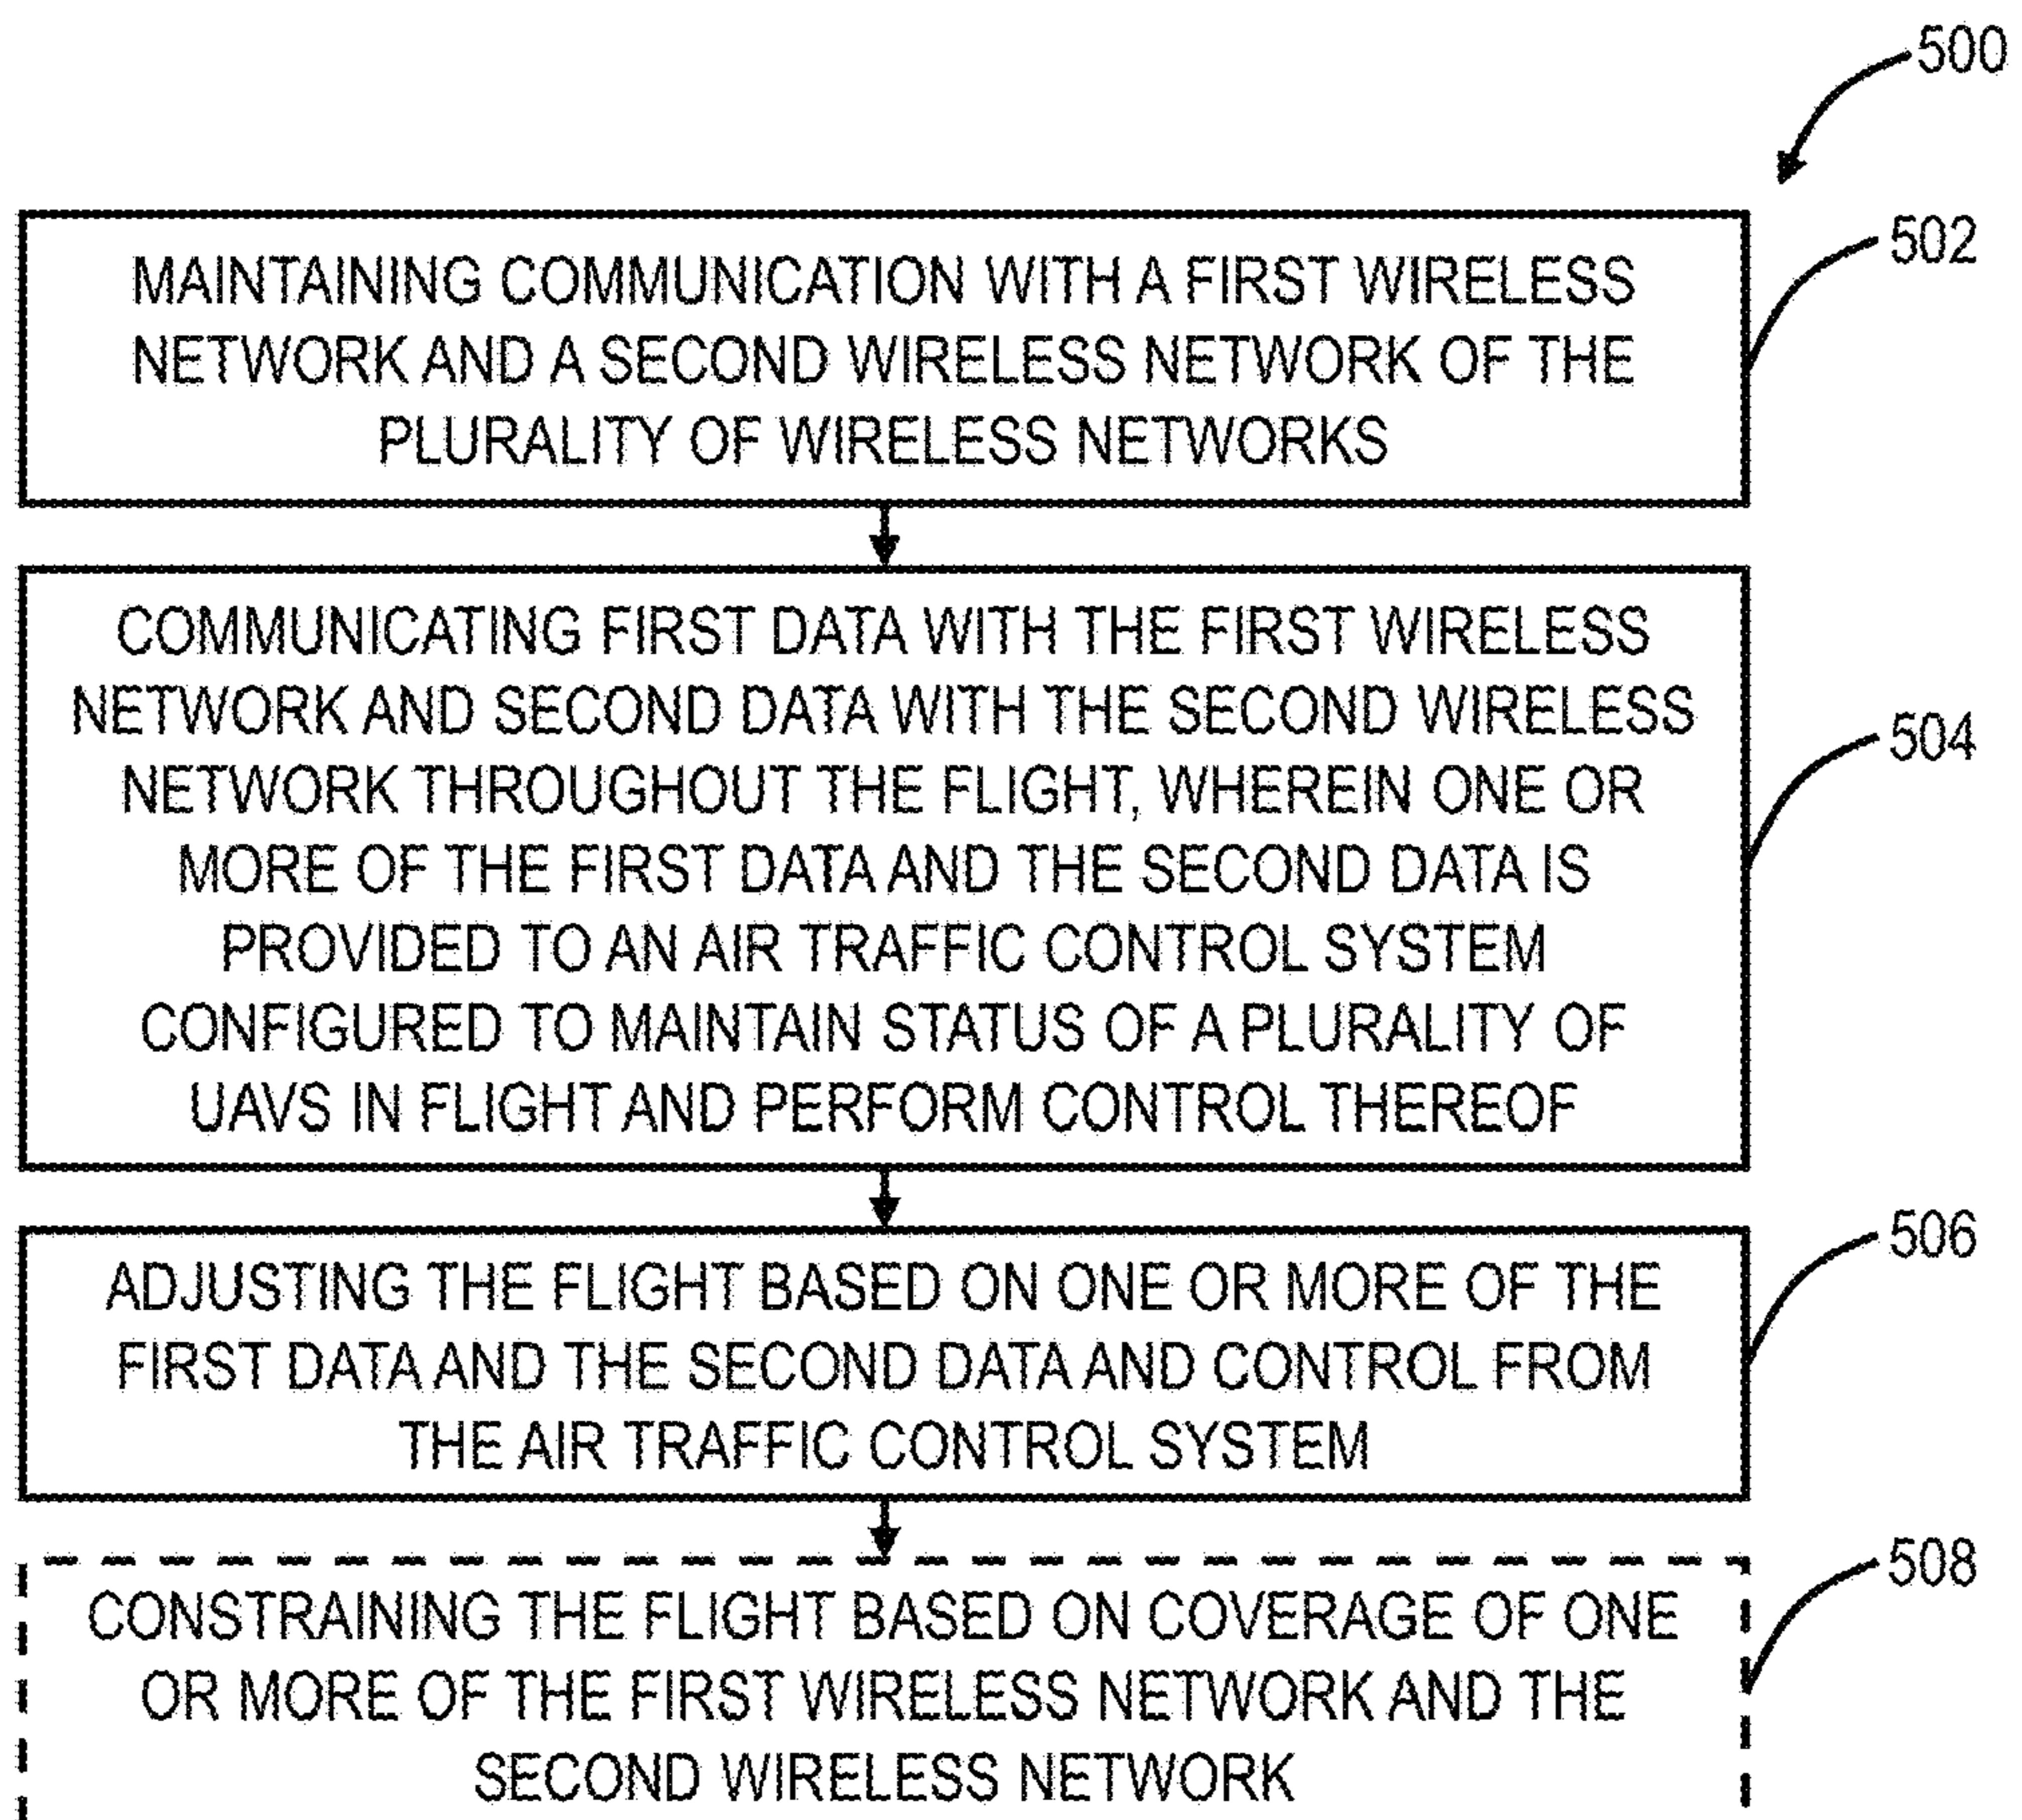 500
MAINTAINING COMMUNICATION WITH A FIRST WIRELESS
NETWORK AND A SECOND WIRELESS NETWORK OF THE
PLURALITY OF WIRELESS NETWORKS
502
COMMUNICATING FIRST DATA WITH THE FIRST WIRELESS
NETWORK AND SECOND DATA WITH THE SECOND WIRELESS
NETWORK THROUGHOUT THE FLIGHT, WHEREIN ONE OR
MORE OF THE FIRST DATA AND THE SECOND DATA IS
PROVIDED TO AN AIR TRAFFIC CONTROL SYSTEM
CONFIGURED TO MAINTAIN STATUS OF A PLURALITY OF
UAVS IN FLIGHT AND PERFORM CONTROL THEREOF
504
ADJUSTING THE FLIGHT BASED ON ONE OR MORE OF THE
FIRST DATA AND THE SECOND DATA AND CONTROL FROM
THE AIR TRAFFIC CONTROL SYSTEM
506
CONSTRAINING THE FLIGHT BASED ON COVERAGE OF ONE
OR MORE OF THE FIRST WIRELESS NETWORK AND THE
SECOND WIRELESS NETWORK
508